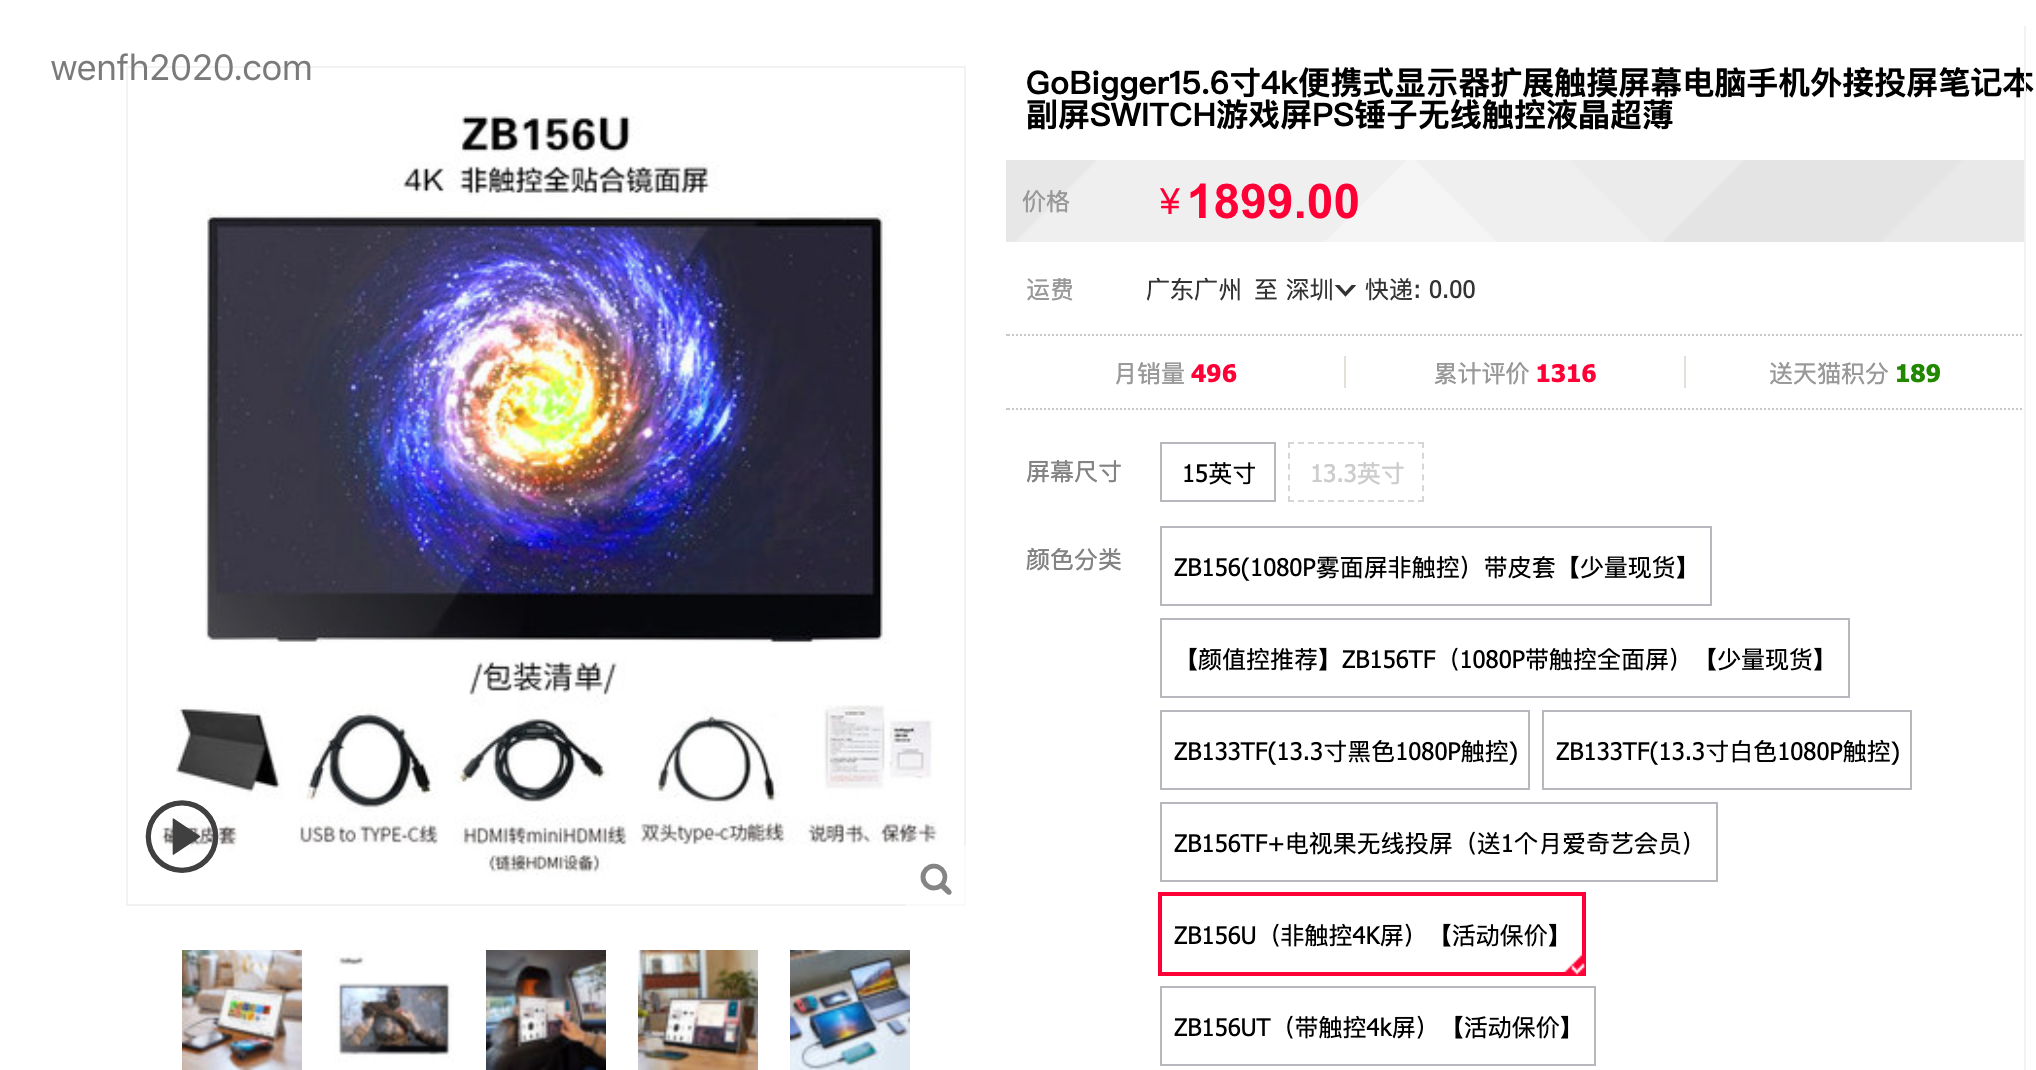 wenfh2020.com
ZB156U
4K 非触控全贴合镜面屏
/包装清单/
USB to TYPE-C线
HDMI转miniHDMI线
(链接HDMI设备)
双头type-c功能线
说明书、保修卡
GoBigger15.6寸4k便携式显示器扩展触摸屏幕电脑手机外接投屏笔记本
副屏SWITCH游戏屏PS锤子无线触控液晶超薄
价格 ¥1899.00
运费 广东广州 至 深圳 快递: 0.00
月销量 496 累计评价 1316 送天猫积分 189
屏幕尺寸 15英寸 13.3英寸
颜色分类 ZB156(1080P雾面屏非触控）带皮套【少量现货】
【颜值控推荐】ZB156TF（1080P带触控全面屏）【少量现货】
ZB133TF(13.3寸黑色1080P触控) ZB133TF(13.3寸白色1080P触控)
ZB156TF+电视果无线投屏（送1个月爱奇艺会员）
ZB156U（非触控4K屏）【活动保价】
ZB156UT（带触控4k屏）【活动保价】